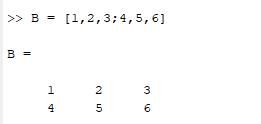 >> B = [1,2,3;4,5,6]
B =
1 2 3
4 5 6